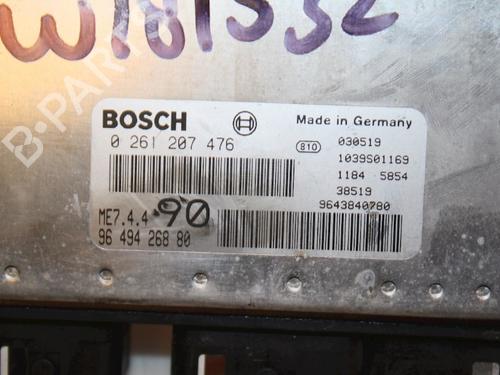 W181532
B-PARTS
BOSCH
Made in Germany
0 261 207 476
810
030519
1039S01169
1184 5854
38519
9643840780
ME7.4.4
90
96 494 268 80